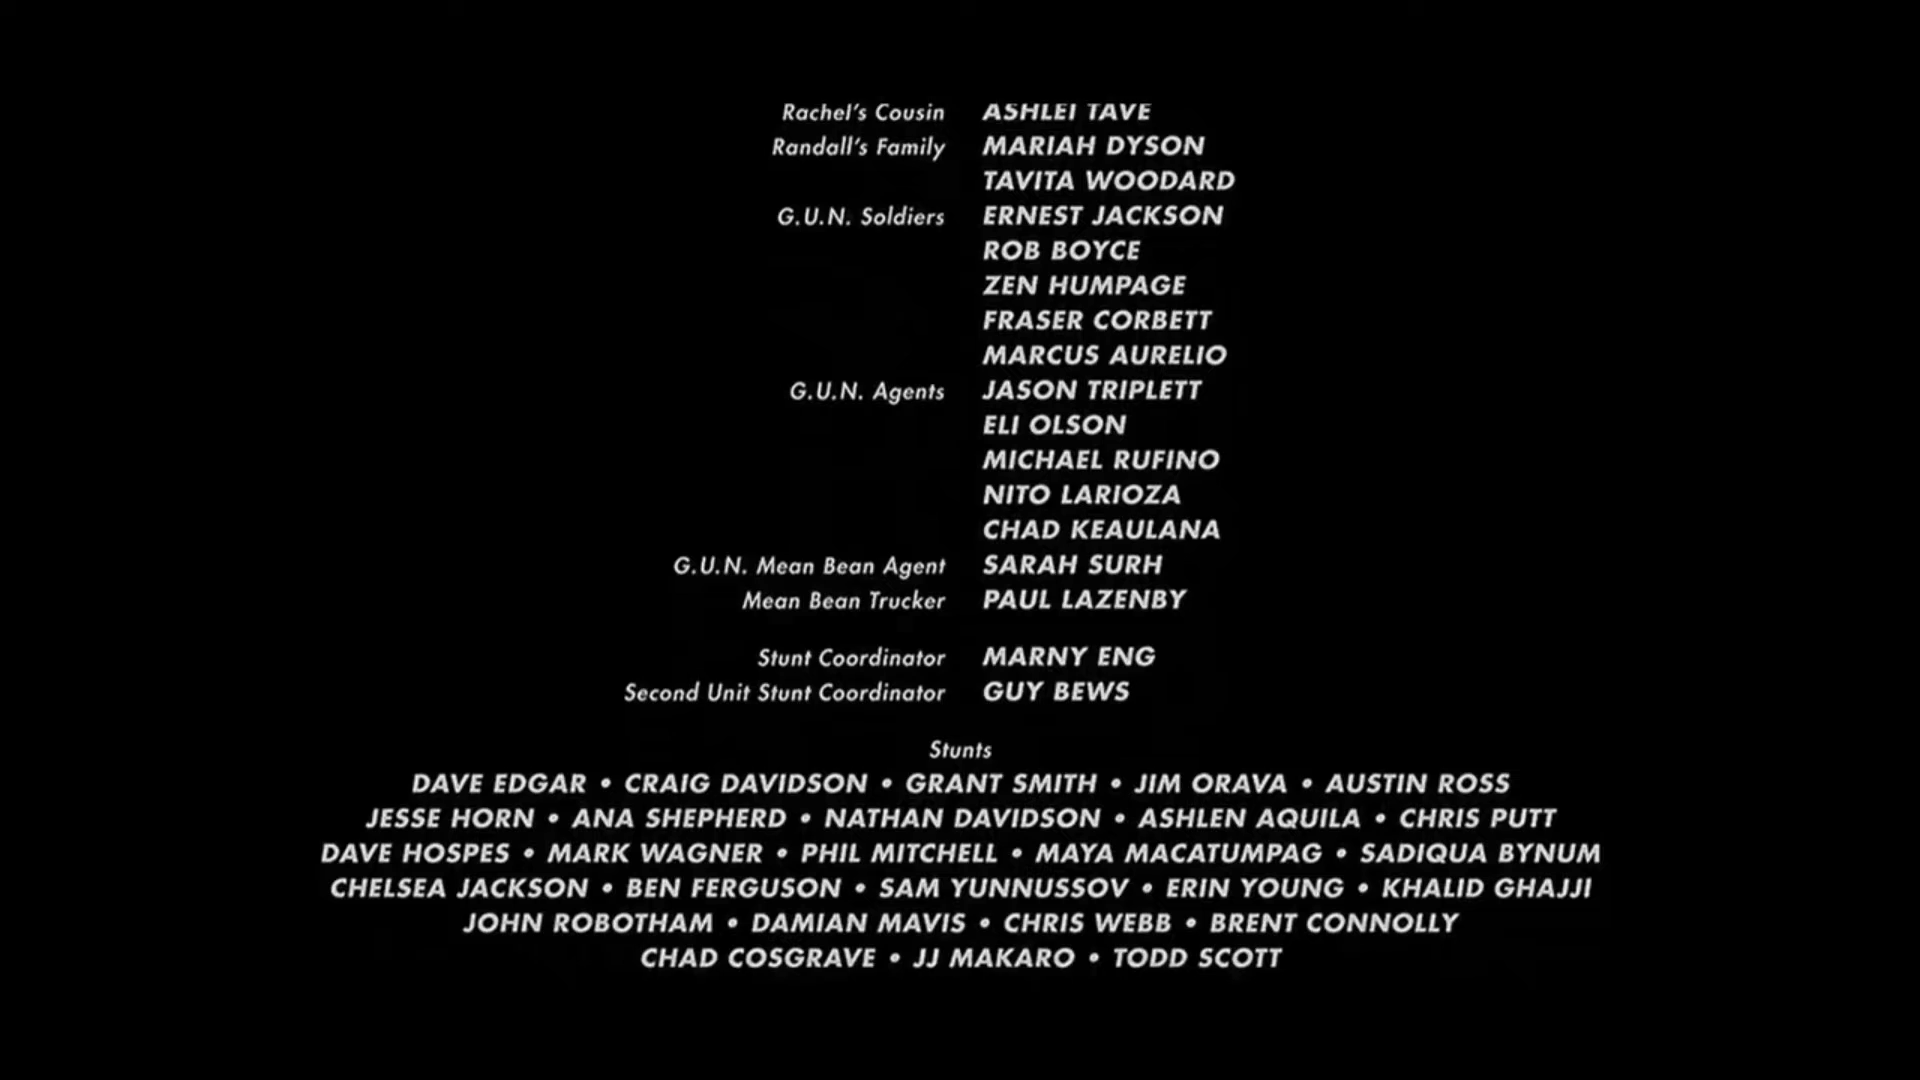 Rachel's Cousin ASHLEI TAVE
Randall's Family MARIAH DYSON
TAVITA WOODARD
G.U.N. Soldiers ERNEST JACKSON
ROB BOYCE
ZEN HUMPAGE
FRASER CORBETT
MARCUS AURELIO
G.U.N. Agents JASON TRIPLETT
ELI OLSON
MICHAEL RUFINO
NITO LARIOZA
CHAD KEAULANA
G.U.N. Mean Bean Agent SARAH SURH
Mean Bean Trucker PAUL LAZENBY
Stunt Coordinator MARNY ENG
Second Unit Stunt Coordinator GUY BEWS
Stunts
DAVE EDGAR • CRAIG DAVIDSON • GRANT SMITH • JIM ORAVA • AUSTIN ROSS
JESSE HORN • ANA SHEPHERD • NATHAN DAVIDSON • ASHLEN AQUILA • CHRIS PUTT
DAVE HOSPES • MARK WAGNER • PHIL MITCHELL • MAYA MACATUMPAG • SADIQUA BYNUM
CHELSEA JACKSON • BEN FERGUSON • SAM YUNNUSSOV • ERIN YOUNG • KHALID GHAJJI
JOHN ROBOTHAM • DAMIAN MAVIS • CHRIS WEBB • BRENT CONNOLLY
CHAD COSGRAVE • JJ MAKARO • TODD SCOTT